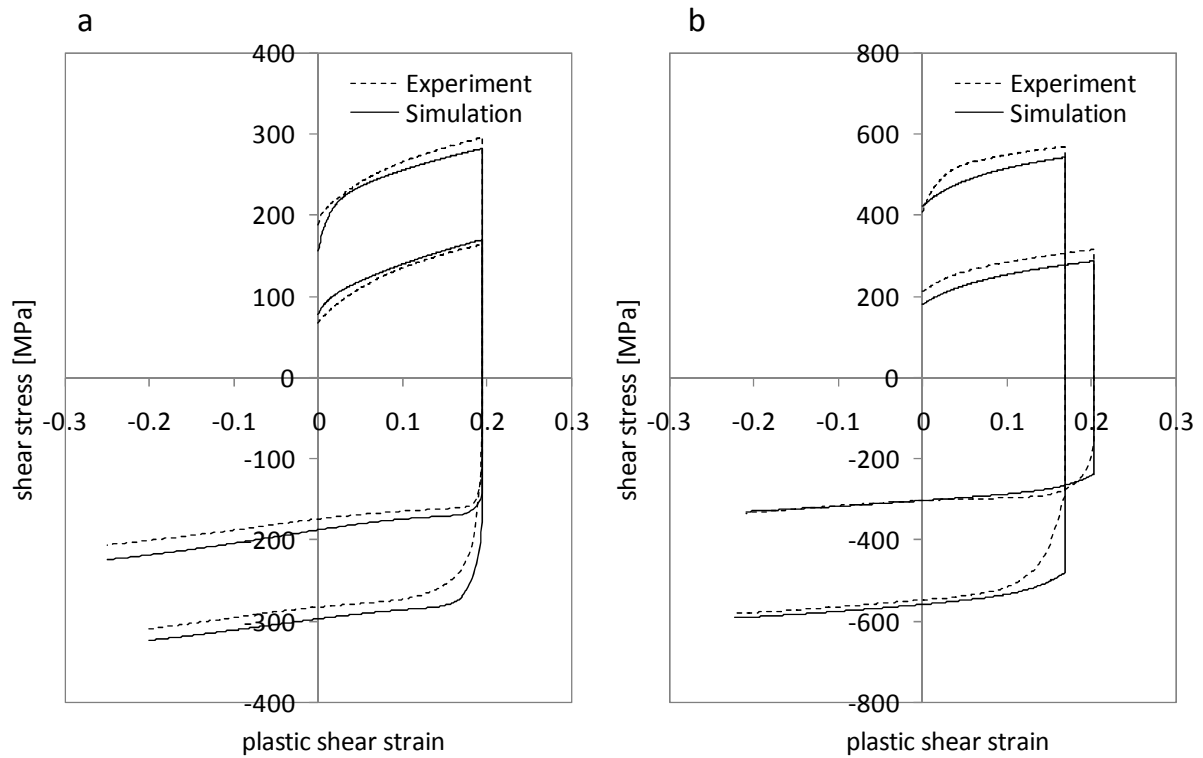 a
400
300
200
100
0
-100
-200
-300
-400
-0.3 -0.2 -0.1 0 0.1 0.2 0.3
shear stress [MPa]
plastic shear strain
Experiment
Simulation
b
800
600
400
200
0
-200
-400
-600
-800
-0.3 -0.2 -0.1 0 0.1 0.2 0.3
shear stress [MPa]
plastic shear strain
Experiment
Simulation